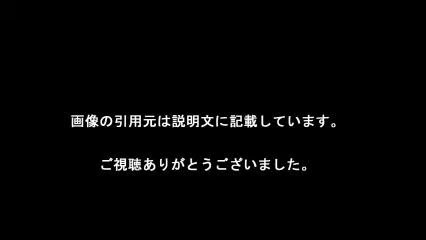 画像の引用元は説明文に記載しています。
ご視聴ありがとうございました。